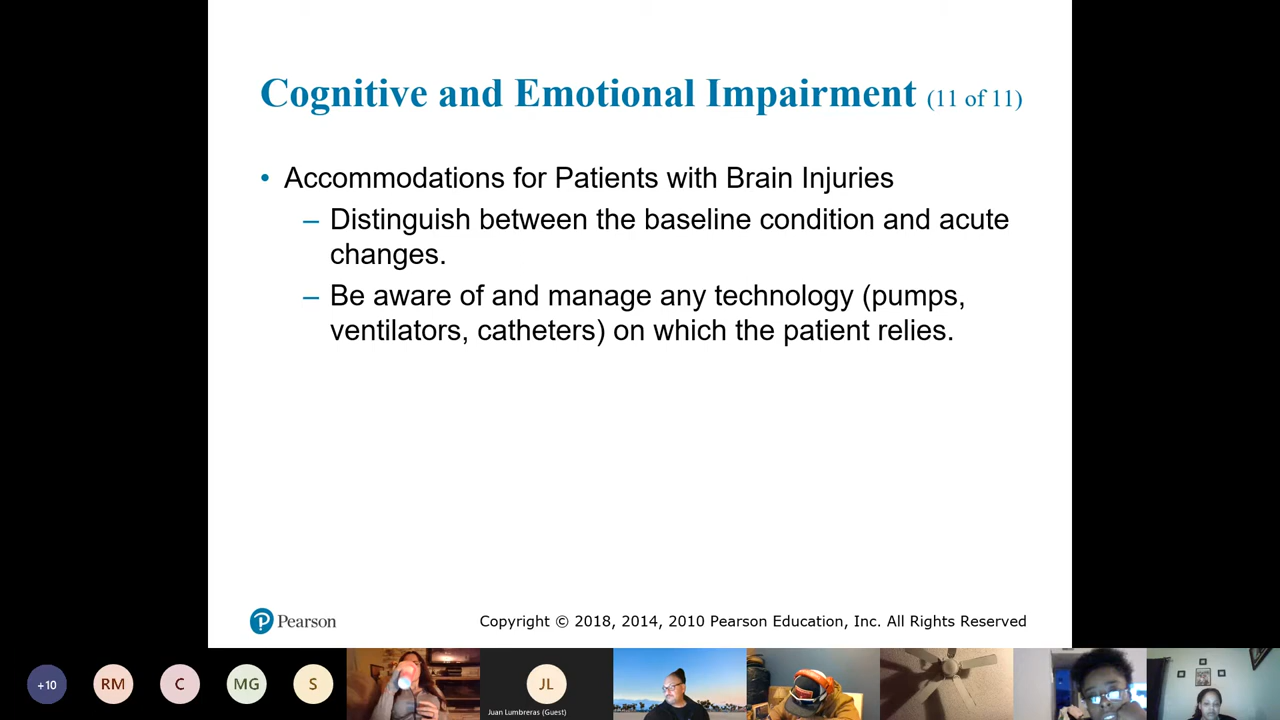 Cognitive and Emotional Impairment (11 of 11)
• Accommodations for Patients with Brain Injuries
– Distinguish between the baseline condition and acute
changes.
– Be aware of and manage any technology (pumps,
ventilators, catheters) on which the patient relies.
Pearson
Copyright © 2018, 2014, 2010 Pearson Education, Inc. All Rights Reserved
+10
RM
C
MG
S
JL
Juan Lumbreras (Guest)